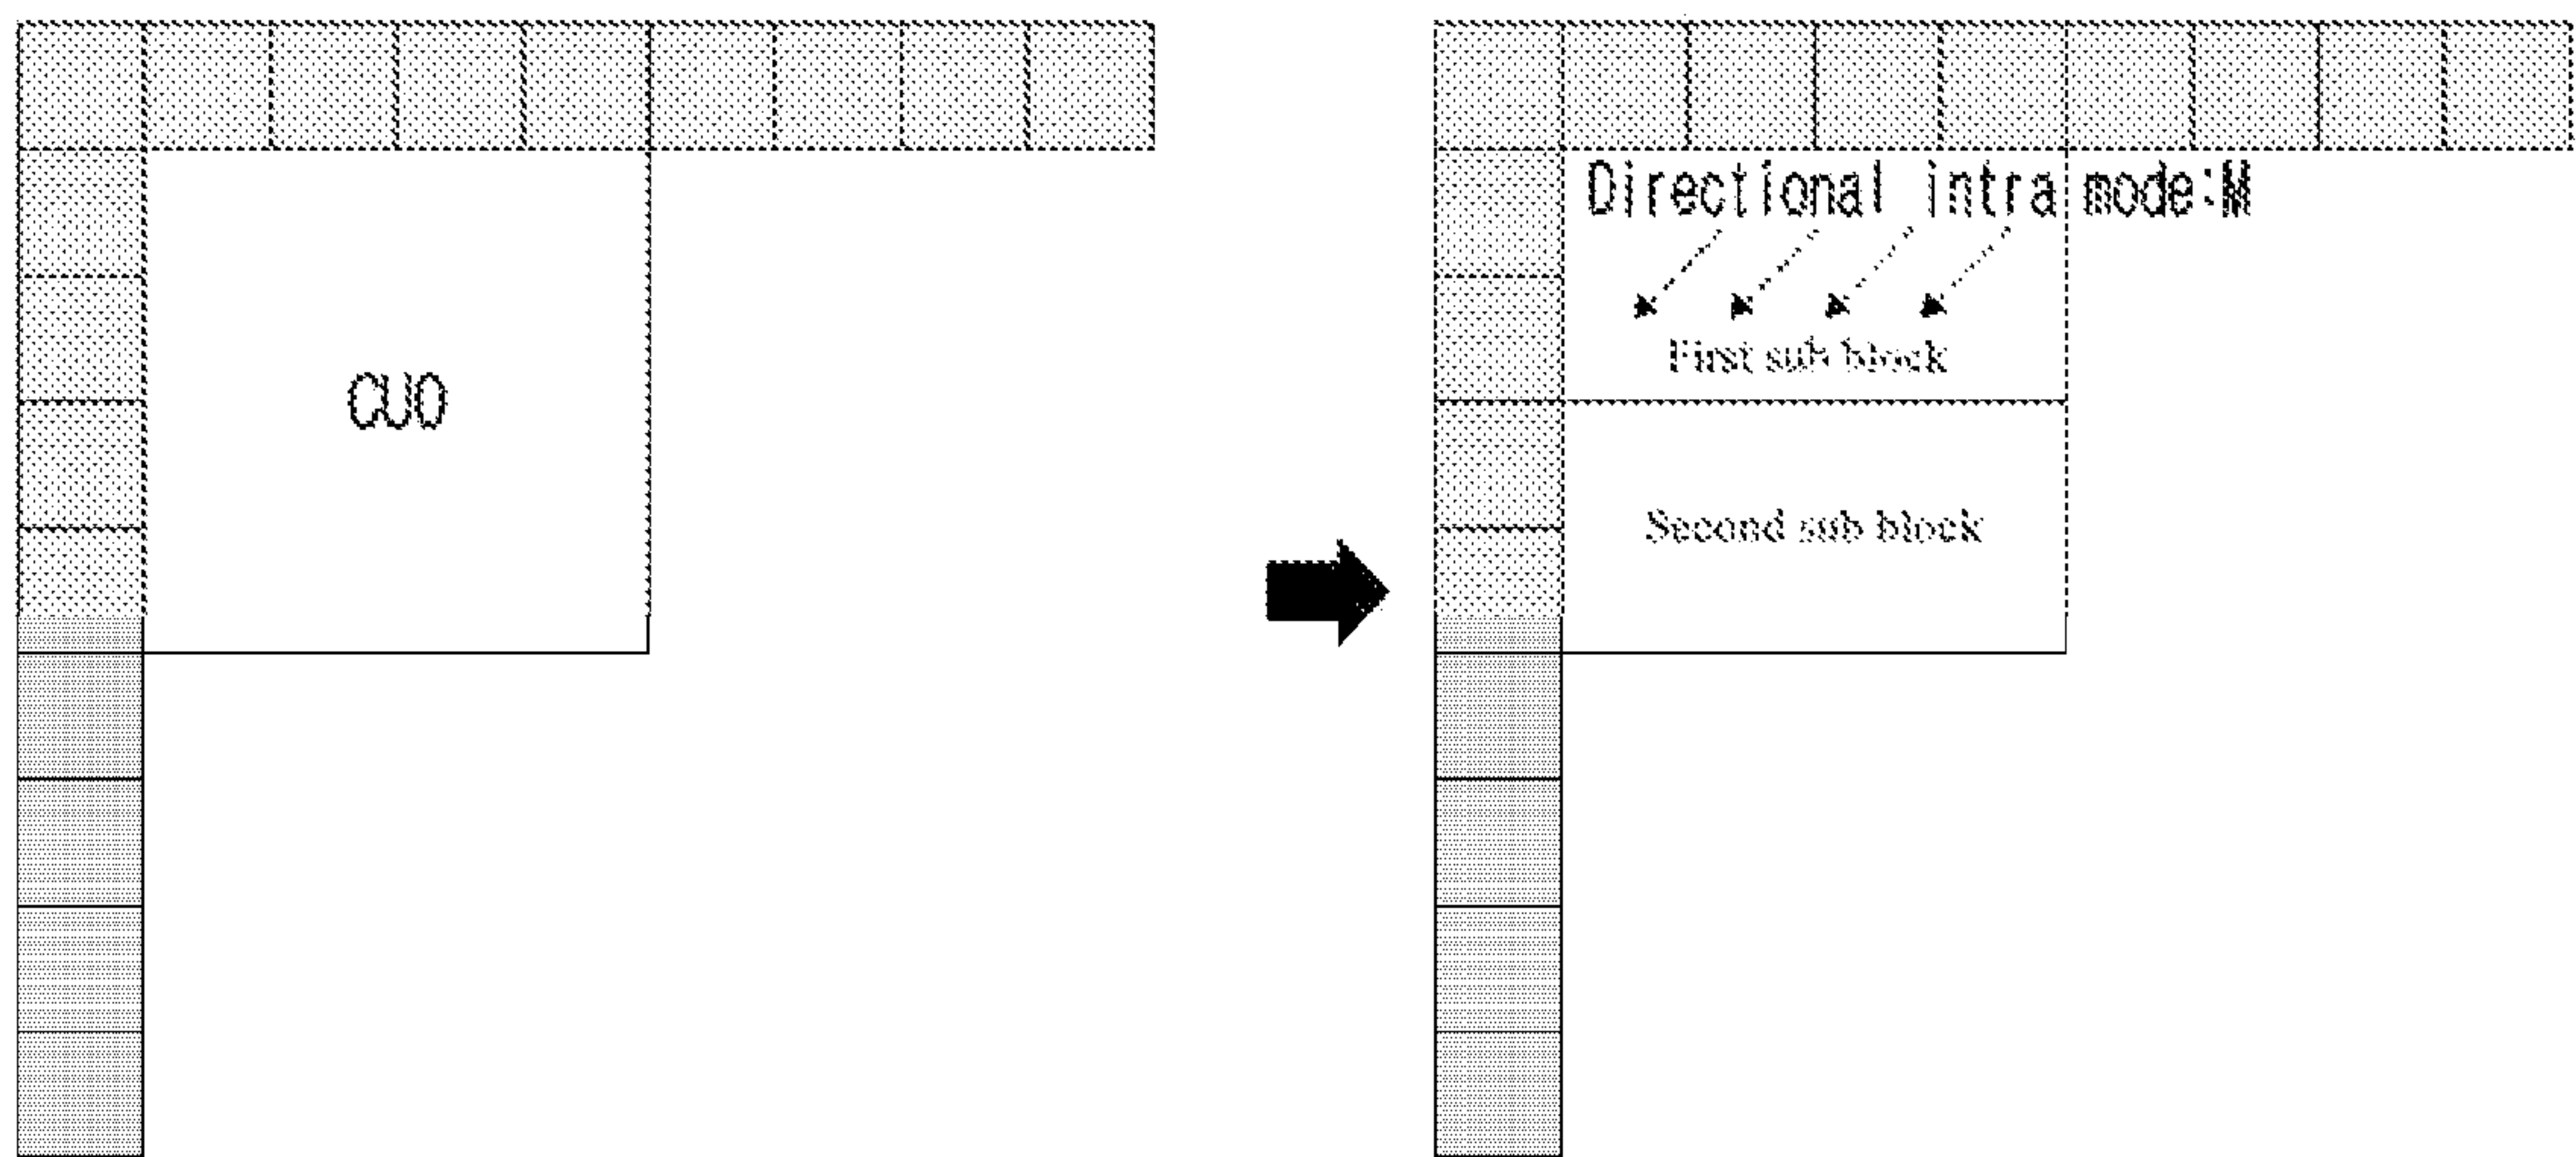 CU0
Directional intra mode:M
First sub block
Second sub block